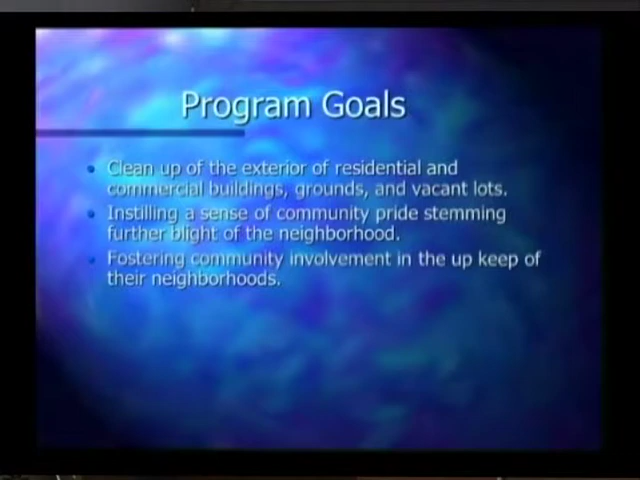 Program Goals
• Clean up of the exterior of residential and
commercial buildings, grounds, and vacant lots.
• Instilling a sense of community pride stemming
further blight of the neighborhood.
• Fostering community involvement in the up keep of
their neighborhoods.